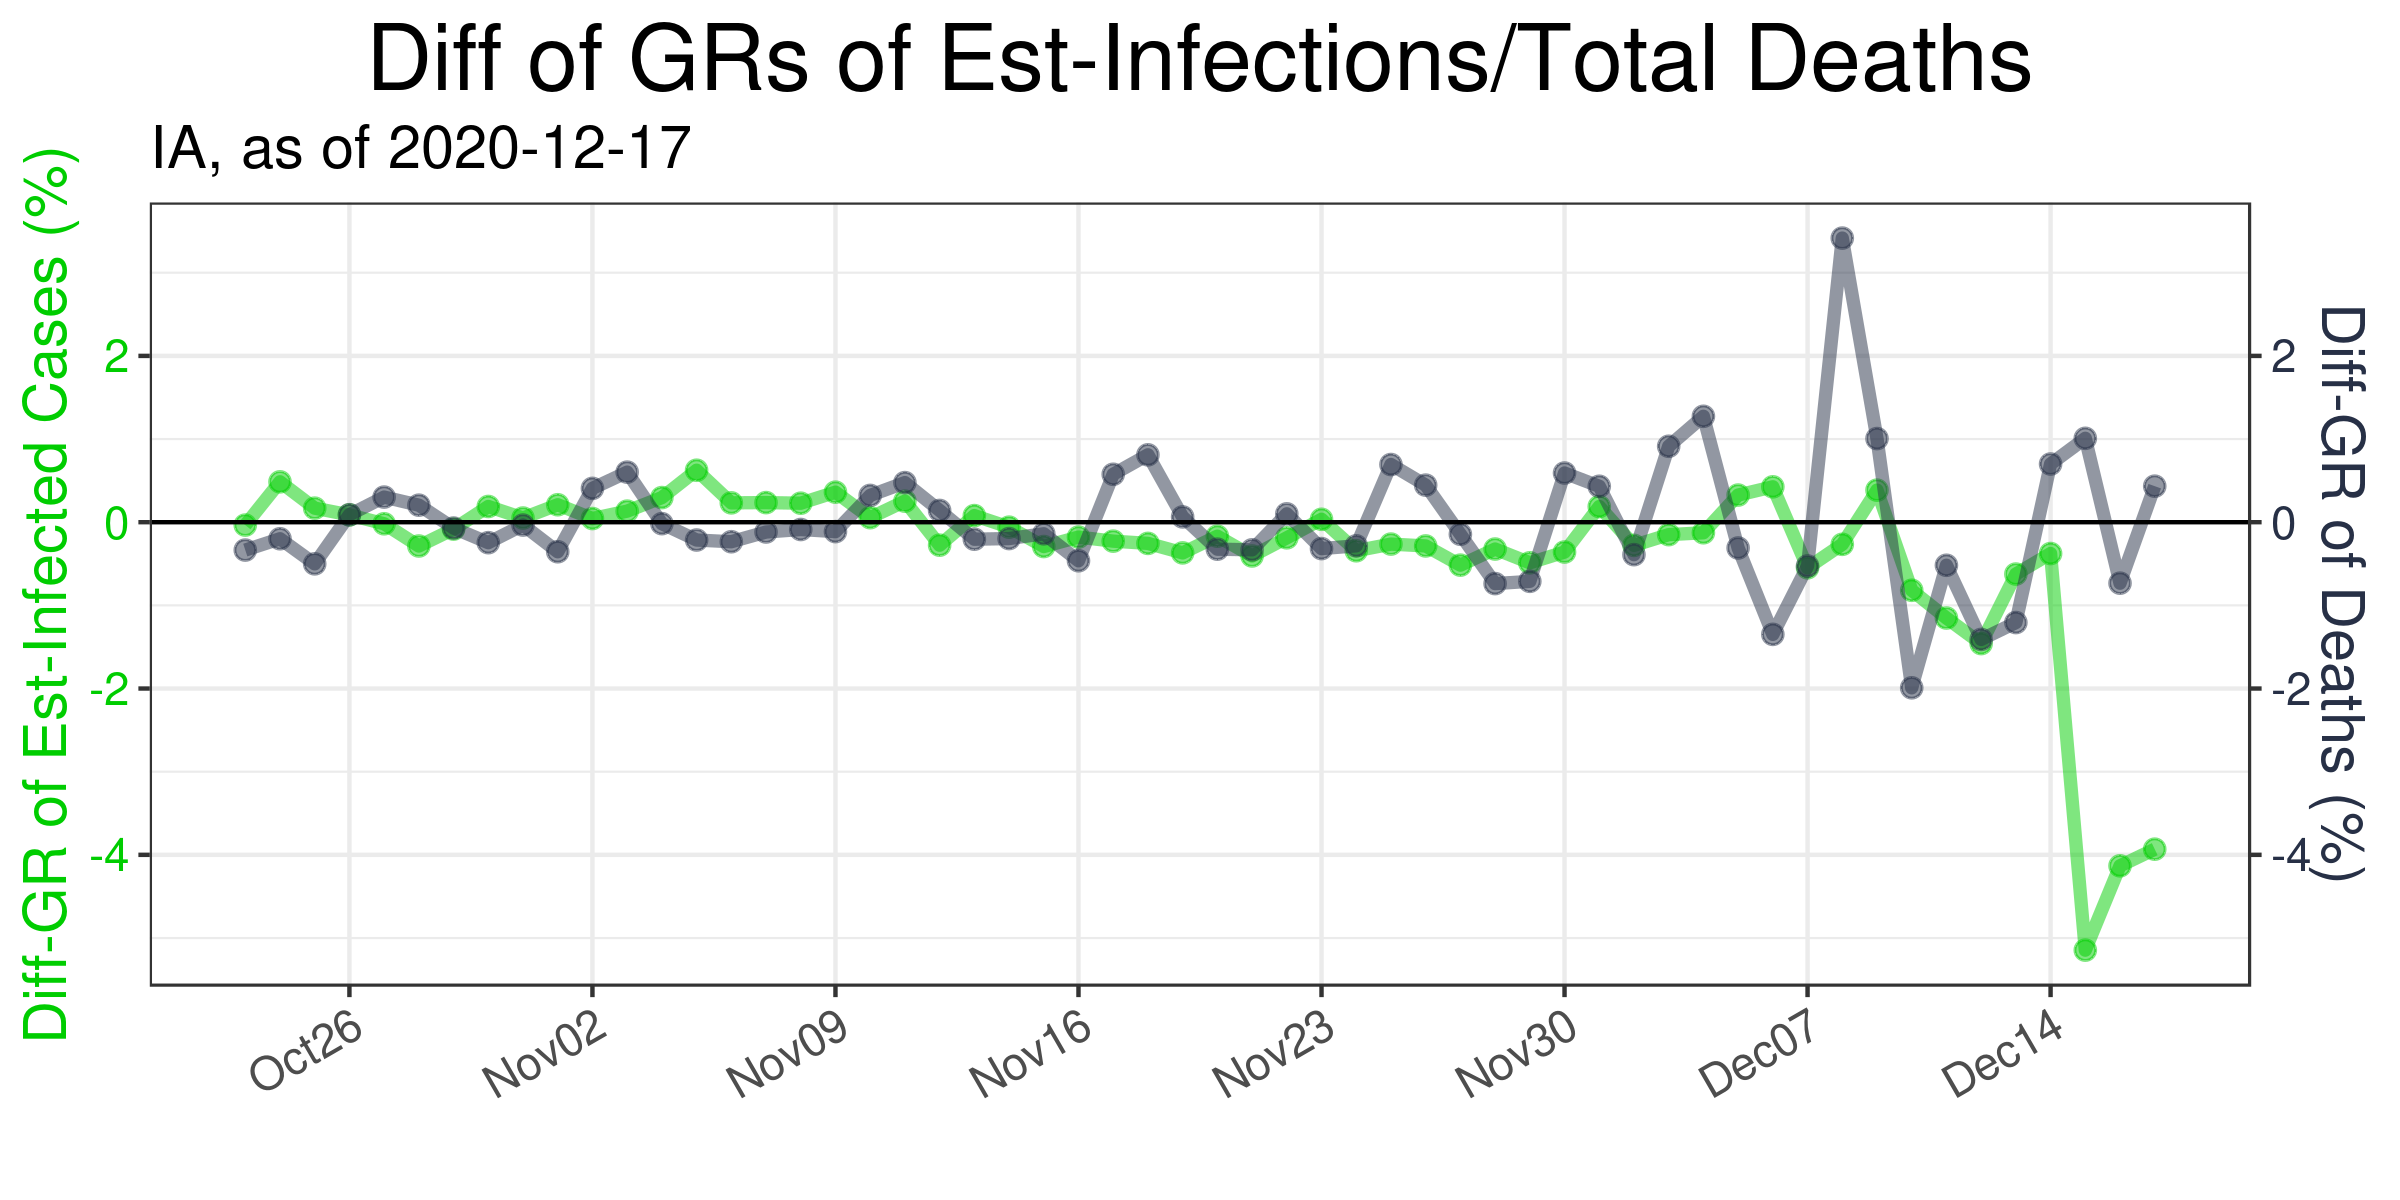 Diff of GRs of Est-Infections/Total Deaths
IA, as of 2020-12-17
Diff-GR of Est-Infected Cases (%)
2
0
-2
-4
2
0
-2
-4
Diff-GR of Deaths (%)
Oct26
Nov02
Nov09
Nov16
Nov23
Nov30
Dec07
Dec14